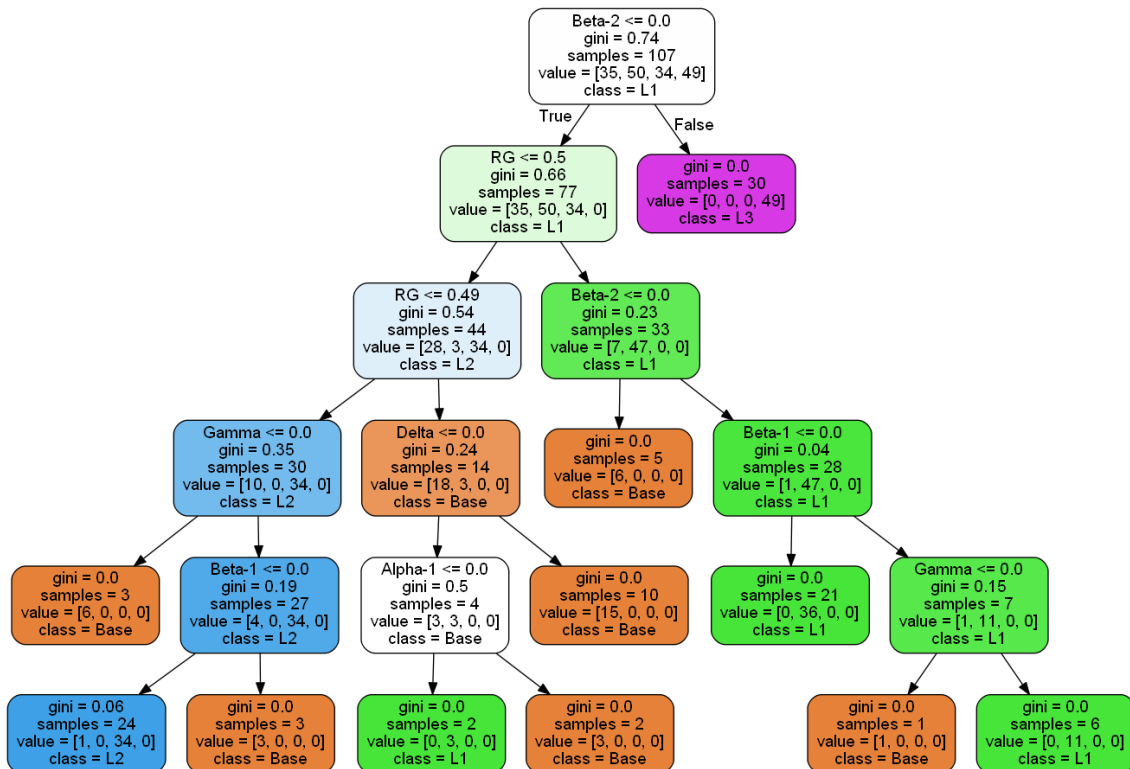 Beta-2 <= 0.0
gini = 0.74
samples = 107
value = [35, 50, 34, 49]
class = L1
True
False
RG <= 0.5
gini = 0.66
samples = 77
value = [35, 50, 34, 0]
class = L1
gini = 0.0
samples = 30
value = [0, 0, 0, 49]
class = L3
RG <= 0.49
gini = 0.54
samples = 44
value = [28, 3, 34, 0]
class = L2
Beta-2 <= 0.0
gini = 0.23
samples = 33
value = [7, 47, 0, 0]
class = L1
Gamma <= 0.0
gini = 0.35
samples = 30
value = [10, 0, 34, 0]
class = L2
Delta <= 0.0
gini = 0.24
samples = 14
value = [18, 3, 0, 0]
class = Base
gini = 0.0
samples = 5
value = [6, 0, 0, 0]
class = Base
Beta-1 <= 0.0
gini = 0.04
samples = 28
value = [1, 47, 0, 0]
class = L1
gini = 0.0
samples = 3
value = [6, 0, 0, 0]
class = Base
Beta-1 <= 0.0
gini = 0.19
samples = 27
value = [4, 0, 34, 0]
class = L2
Alpha-1 <= 0.0
gini = 0.5
samples = 4
value = [3, 3, 0, 0]
class = Base
gini = 0.0
samples = 10
value = [15, 0, 0, 0]
class = Base
gini = 0.0
samples = 21
value = [0, 36, 0, 0]
class = L1
Gamma <= 0.0
gini = 0.15
samples = 7
value = [1, 11, 0, 0]
class = L1
gini = 0.06
samples = 24
value = [1, 0, 34, 0]
class = L2
gini = 0.0
samples = 3
value = [3, 0, 0, 0]
class = Base
gini = 0.0
samples = 2
value = [0, 3, 0, 0]
class = L1
gini = 0.0
samples = 2
value = [3, 0, 0, 0]
class = Base
gini = 0.0
samples = 1
value = [1, 0, 0, 0]
class = Base
gini = 0.0
samples = 6
value = [0, 11, 0, 0]
class = L1